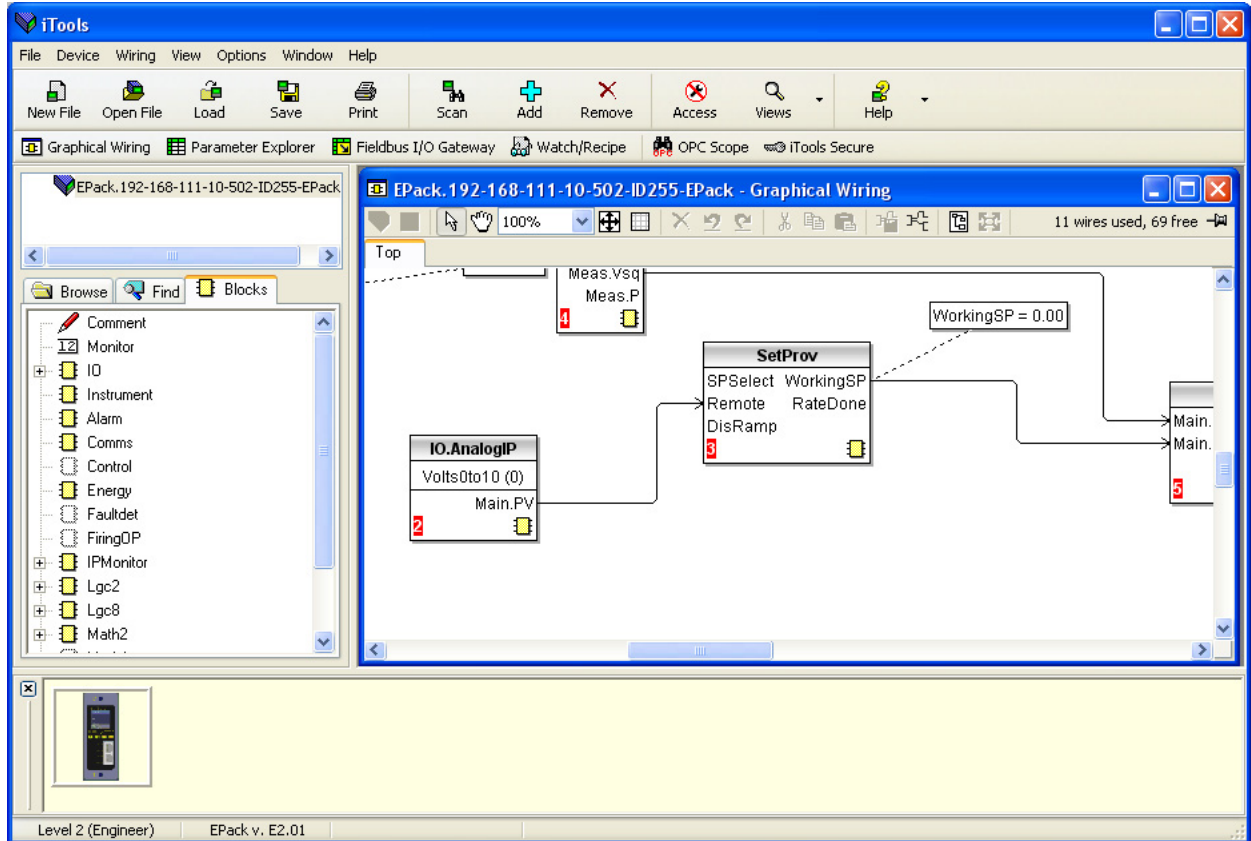 iTools
File Device Wiring View Options Window Help
New File Open File Load Save Print Scan Add Remove Access Views Help
Graphical Wiring Parameter Explorer Fieldbus I/O Gateway Watch/Recipe OPC OPC Scope iTools Secure
EPack.192-168-111-10-502-ID255-EPack
Browse Find Blocks
Comment
12 Monitor
IO
Instrument
Alarm
Comms
Control
Energy
Faultdet
FiringOP
IPMonitor
Lgc2
Lgc8
Math2
EPack.192-168-111-10-502-ID255-EPack - Graphical Wiring
100% 11 wires used, 69 free
Top
Meas.Vsq
Meas.P
4
WorkingSP = 0.00
SetProv
SPSelect WorkingSP
Remote RateDone
DisRamp
3
IO.AnalogIP
Volts0to10 (0)
Main.PV
2
Main.
Main.
5
Level 2 (Engineer) EPack v. E2.01